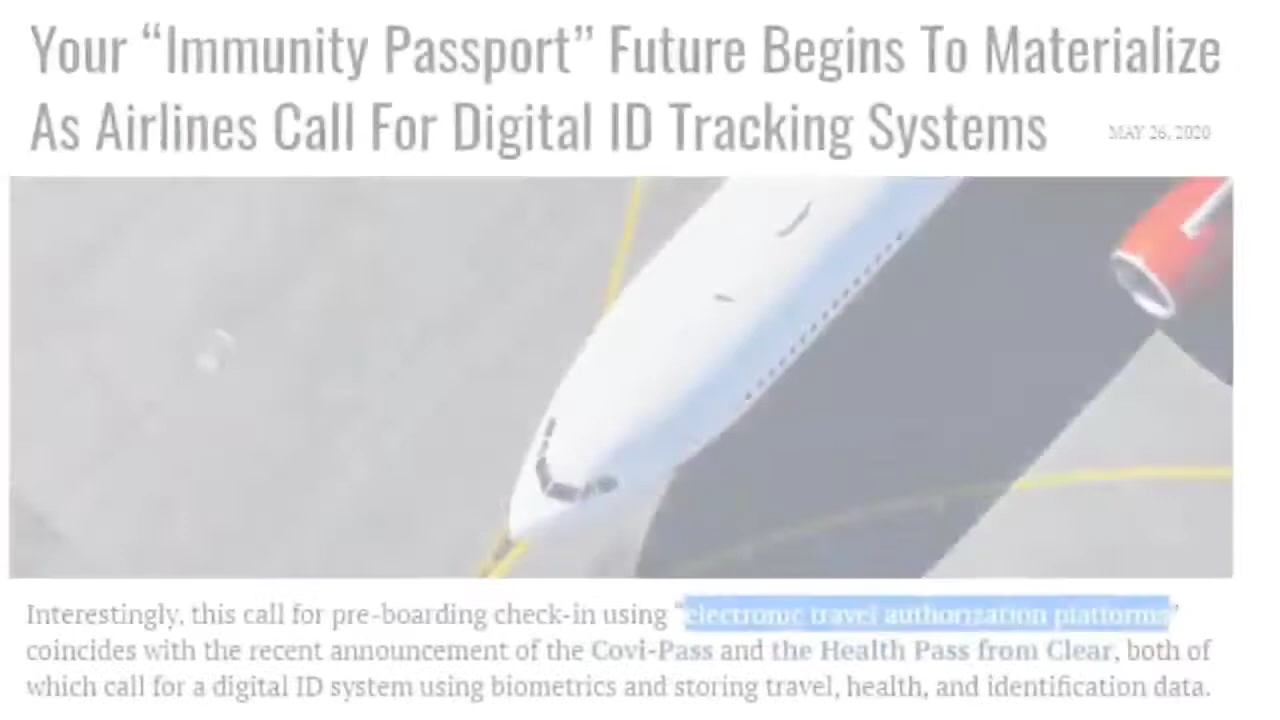 Your “Immunity Passport” Future Begins To Materialize
As Airlines Call For Digital ID Tracking Systems
MAY 26, 2020
Interestingly, this call for pre-boarding check-in using “electronic travel authorization platforms”
coincides with the recent announcement of the Covi-Pass and the Health Pass from Clear, both of
which call for a digital ID system using biometrics and storing travel, health, and identification data.